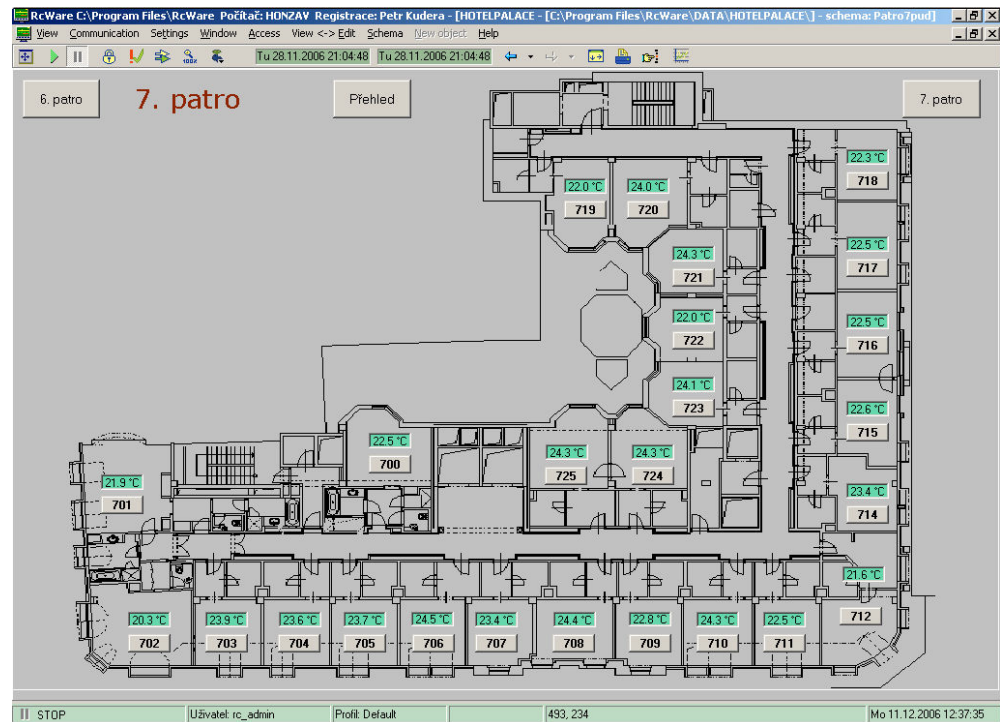 RcWare C:\Program Files\RcWare Počítač: HONZAV Registrace: Petr Kudera - [HOTELPALACE - [C:\Program Files\RcWare\DATA\HOTELPALACE\] - schema: Patro7pud]
View Communication Settings Window Access View <-> Edit Schema New object Help
100x Tu 28.11.2006 21:04:48 Tu 28.11.2006 21:04:48
6. patro 7. patro Přehled 7. patro
22.3 °C
718
22.0 °C 24.0 °C
719 720
22.5 °C
717
24.3 °C
721
22.0 °C
722
22.5 °C
716
24.1 °C
723
22.6 °C
715
22.5 °C
700
24.3 °C 24.3 °C
725 724
21.9 °C
701
23.4 °C
714
21.6 °C
712
20.3 °C 23.9 °C 23.6 °C 23.7 °C 24.5 °C 23.4 °C 24.4 °C 22.8 °C 24.3 °C 22.5 °C
702 703 704 705 706 707 708 709 710 711
STOP Uživatel: rc_admin Profil: Default 493, 234 Mo 11.12.2006 12:37:35